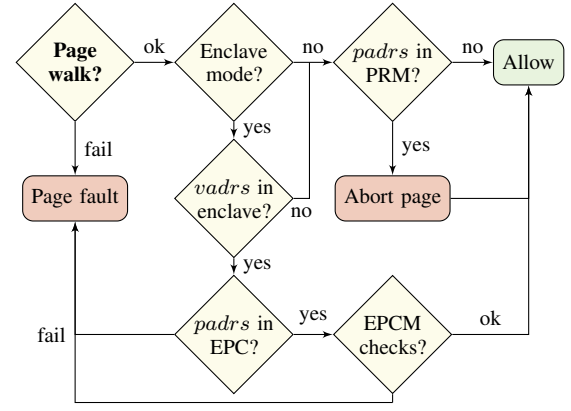 Page
walk?
ok
Enclave
mode?
no
padrs in
PRM?
no
Allow
fail
yes
yes
Page fault
vadrs in
enclave?
no
Abort page
yes
padrs in
EPC?
yes
EPCM
checks?
ok
fail